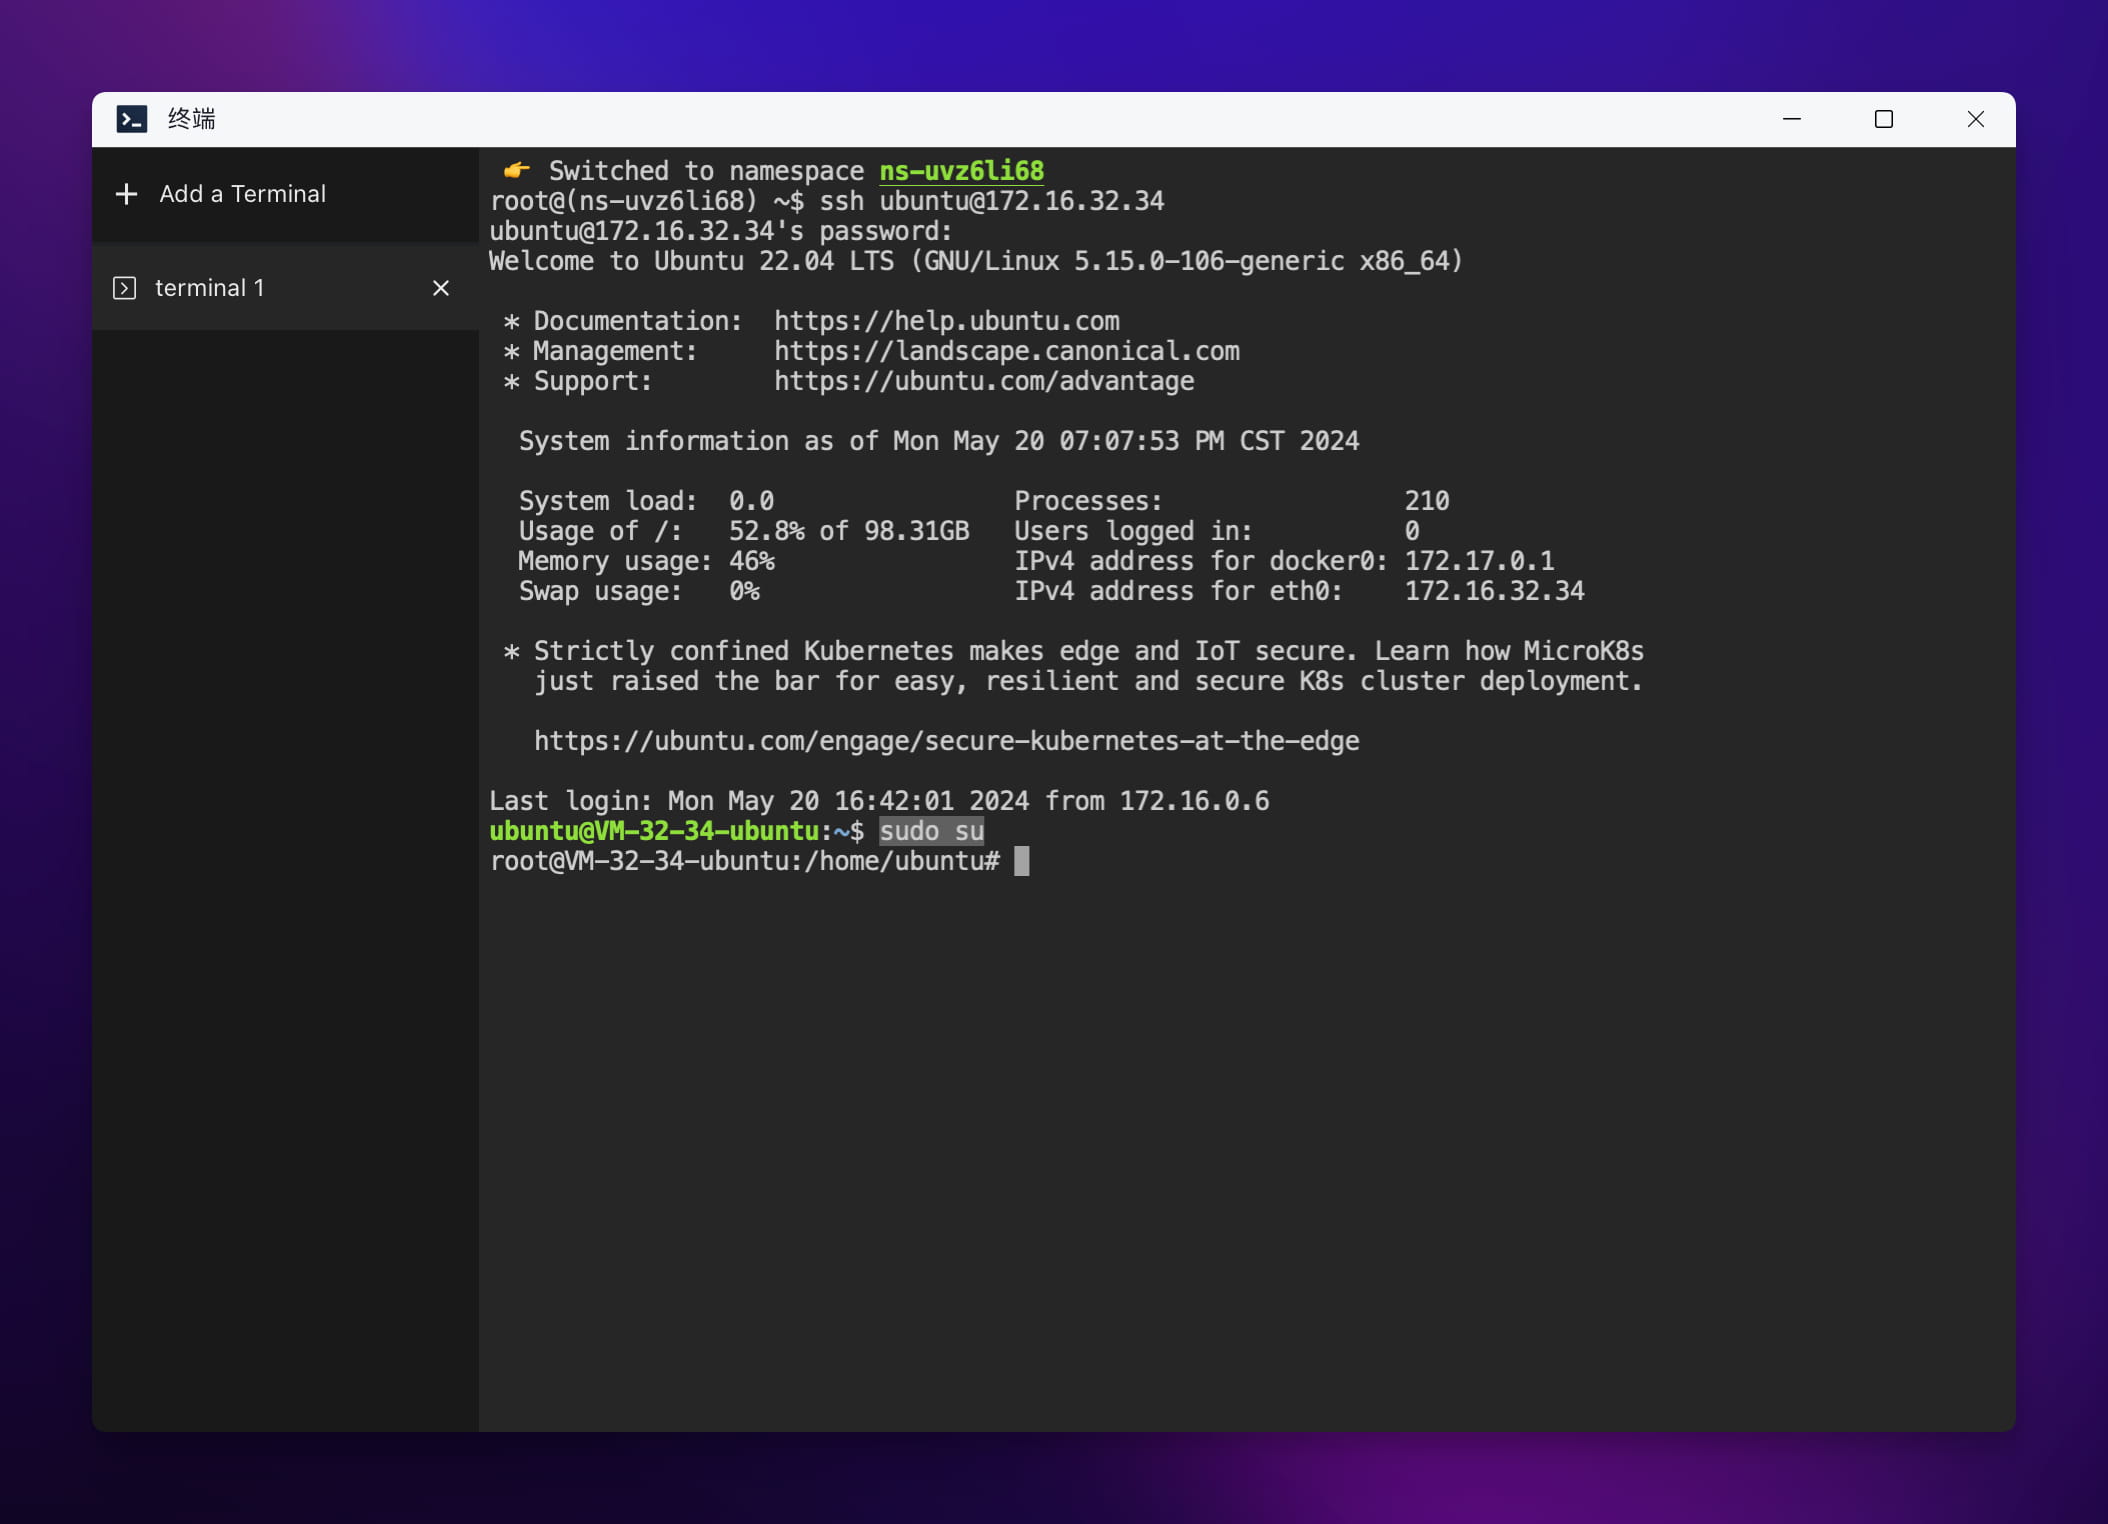 终端
Add a Terminal
terminal 1
👉 Switched to namespace ns-uvz6li68
root@(ns-uvz6li68) ~$ ssh ubuntu@172.16.32.34
ubuntu@172.16.32.34's password:
Welcome to Ubuntu 22.04 LTS (GNU/Linux 5.15.0-106-generic x86_64)
* Documentation:  https://help.ubuntu.com
* Management:     https://landscape.canonical.com
* Support:        https://ubuntu.com/advantage
System information as of Mon May 20 07:07:53 PM CST 2024
System load:  0.0                Processes:                210
Usage of /:   52.8% of 98.31GB   Users logged in:          0
Memory usage: 46%                IPv4 address for docker0: 172.17.0.1
Swap usage:   0%                 IPv4 address for eth0:    172.16.32.34
* Strictly confined Kubernetes makes edge and IoT secure. Learn how MicroK8s
just raised the bar for easy, resilient and secure K8s cluster deployment.
https://ubuntu.com/engage/secure-kubernetes-at-the-edge
Last login: Mon May 20 16:42:01 2024 from 172.16.0.6
ubuntu@VM-32-34-ubuntu:~$ sudo su
root@VM-32-34-ubuntu:/home/ubuntu#